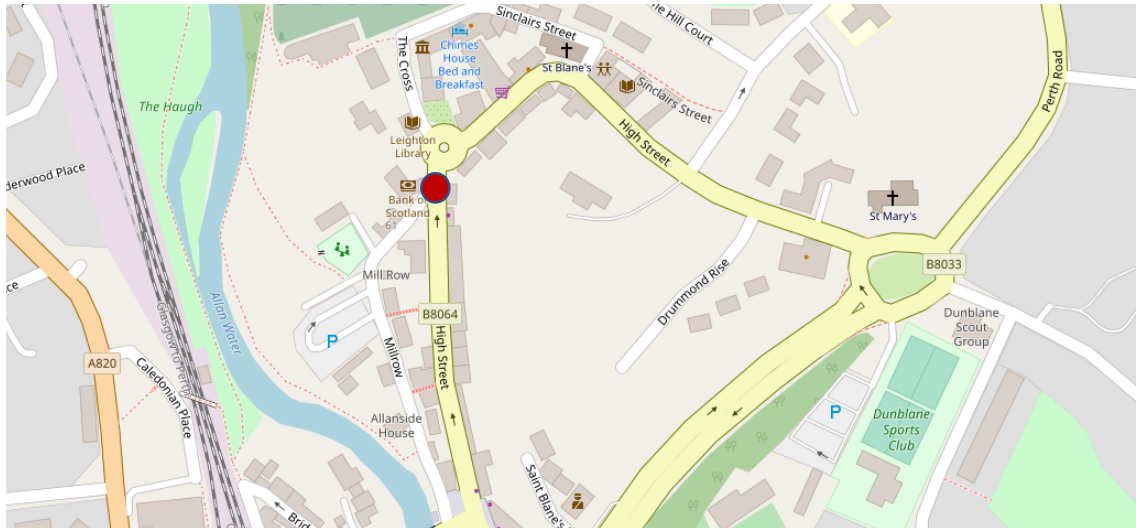 Sinclairs Street
The Hill Court
The Cross
Chimes
House
Bed and
Breakfast
St Blane's
Sinclairs Street
Perth Road
The Haugh
Leighton
Library
High Street
derwood Place
Bank of
Scotland
61
St Mary's
Mill Row
B8033
Drummond Rise
Allan Water
Glasgow to Perth
B8064
P
Dunblane
Scout
Group
High Street
Millrow
A820
Caledonian Place
Allanside
House
P
Dunblane
Sports
Club
Saint Blane's
Brid